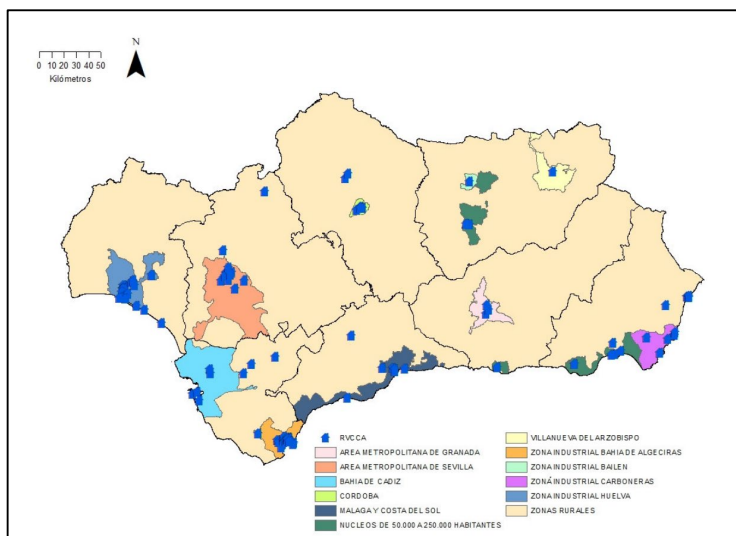 N
0 10 20 30 40 50
Kilómetros
RVCCA
AREA METROPOLITANA DE GRANADA
AREA METROPOLITANA DE SEVILLA
BAHIA DE CADIZ
CORDOBA
MALAGA Y COSTA DEL SOL
NUCLEOS DE 50.000 A 250.000 HABITANTES
VILLANUEVA DEL ARZOBISPO
ZONA INDUSTRIAL BAHIA DE ALGECIRAS
ZONA INDUSTRIAL BAILEN
ZONÁ INDUSTRIAL CARBONERAS
ZONA INDUSTRIAL HUELVA
ZONAS RURALES